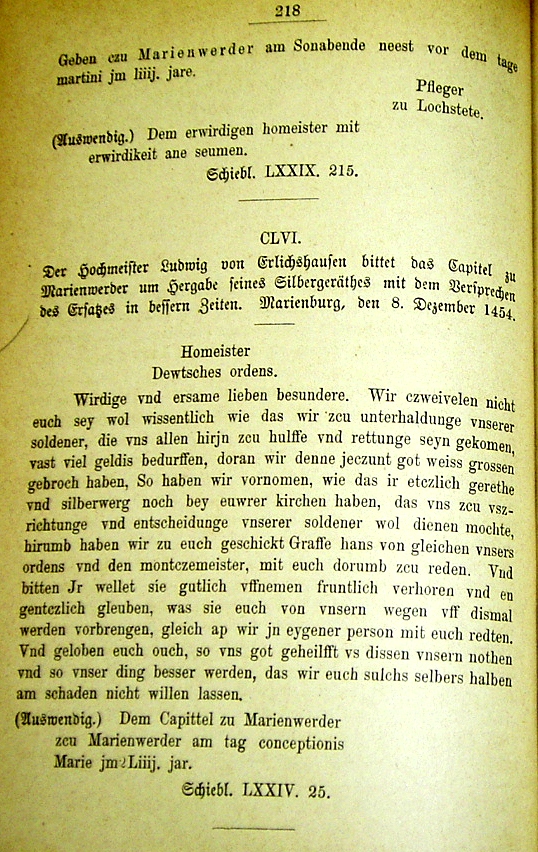 218
Geben czu Marienwerder am Sonabende neest vor dem tage
martini jm liiij. jare.
Pfleger
zu Lochstete.
(Auswendig.) Dem erwirdigen homeister mit
erwirdikeit ane seumen.
Schiebl. LXXIX. 215.
CLVI.
Der Hochmeister Ludwig von Erlichshausen bittet das Capitel zu
Marienwerder um Hergabe seines Silbergeräthes mit dem Versprechen
des Ersatzes in bessern Zeiten. Marienburg, den 8. Dezember 1454.
Homeister
Dewtsches ordens.
Wirdige vnd ersame lieben besundere. Wir czweivelen nicht
euch sey wol wissentlich wie das wir zcu unterhaldunge vnserer
soldener, die vns allen hirjn zcu hulffe vnd rettunge seyn gekomen,
vast viel geldis bedurffen, doran wir denne jeczunt got weiss grossen
gebroch haben, So haben wir vornomen, wie das ir etczlich gerethe
vnd silberwerg noch bey euwrer kirchen haben, das vns zcu vsz-
richtunge vnd entscheidunge vnserer soldener wol dienen mochte,
hirumb haben wir zu euch geschickt Graffe hans von gleichen vnsers
ordens vnd den montczemeister, mit euch dorumb zcu reden. Vnd
bitten Jr wellet sie gutlich vffnemen fruntlich verhoren vnd en
gentczlich gleuben, was sie euch von vnsern wegen vff dismal
werden vorbrengen, gleich ap wir jn eygener person mit euch redten.
Vnd geloben euch ouch, so vns got geheilfft vs dissen vnsern nothen
vnd so vnser ding besser werden, das wir euch sulchs selbers halben
am schaden nicht willen lassen.
(Auswendig.) Dem Capittel zu Marienwerder
zcu Marienwerder am tag conceptionis
Marie jm Liiij. jar.
Schiebl. LXXIV. 25.